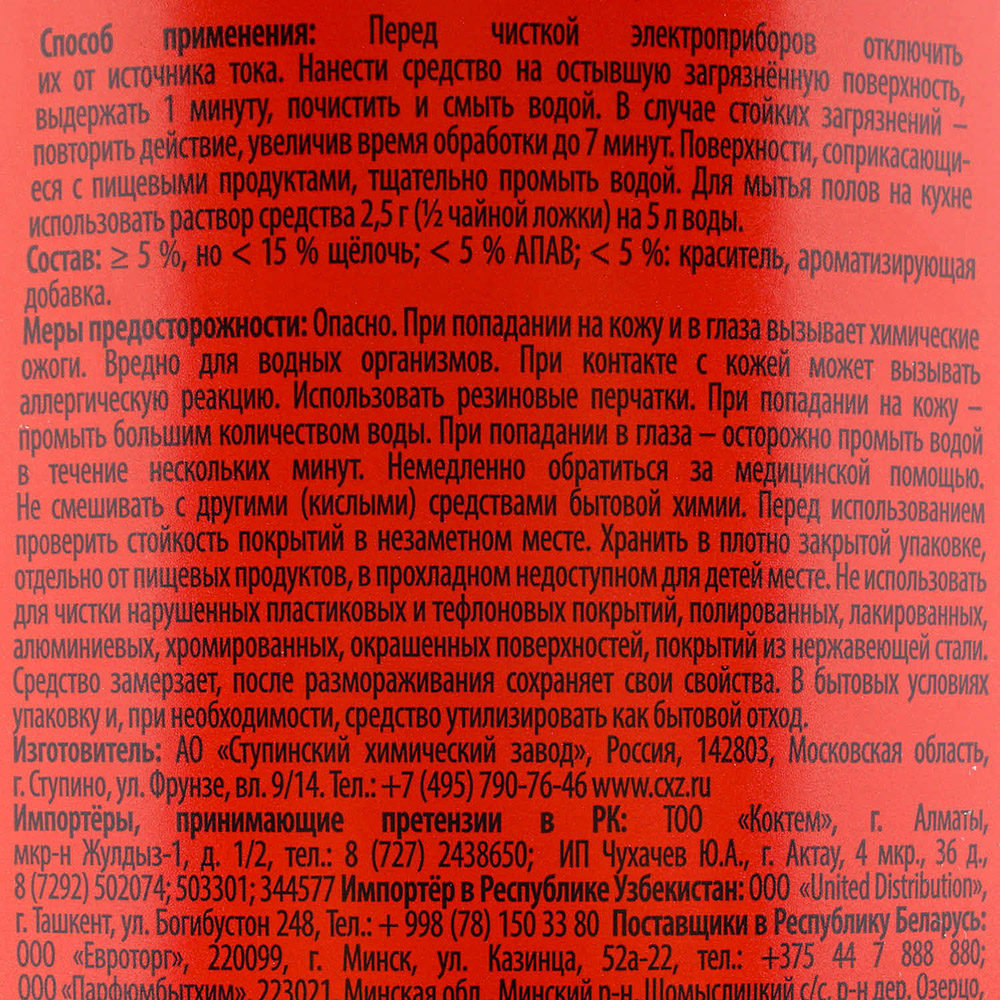 Способ применения: Перед чисткой электроприборов отключить
их от источника тока. Нанести средство на остывшую загрязнённую поверхность,
выдержать 1 минуту, почистить и смыть водой. В случае стойких загрязнений –
повторить действие, увеличив время обработки до 7 минут. Поверхности, соприкасающи-
еся с пищевыми продуктами, тщательно промыть водой. Для мытья полов на кухне
использовать раствор средства 2,5 г (½ чайной ложки) на 5 л воды.
Состав: ≥ 5 %, но < 15 % щёлочь; < 5 % АПАВ; < 5 %: краситель, ароматизирующая
добавка.
Меры предосторожности: Опасно. При попадании на кожу и в глаза вызывает химические
ожоги. Вредно для водных организмов. При контакте с кожей может вызывать
аллергическую реакцию. Использовать резиновые перчатки. При попадании на кожу –
промыть большим количеством воды. При попадании в глаза – осторожно промыть водой
в течение нескольких минут. Немедленно обратиться за медицинской помощью.
Не смешивать с другими (кислыми) средствами бытовой химии. Перед использованием
проверить стойкость покрытий в незаметном месте. Хранить в плотно закрытой упаковке,
отдельно от пищевых продуктов, в прохладном недоступном для детей месте. Не использовать
для чистки нарушенных пластиковых и тефлоновых покрытий, полированных, лакированных,
алюминиевых, хромированных, окрашенных поверхностей, покрытий из нержавеющей стали.
Средство замерзает, после размораживания сохраняет свои свойства. В бытовых условиях
упаковку и, при необходимости, средство утилизировать как бытовой отход.
Изготовитель: АО «Ступинский химический завод», Россия, 142803, Московская область,
г. Ступино, ул. Фрунзе, вл. 9/14. Тел.: +7 (495) 790-76-46 www.cxz.ru
Импортёры, принимающие претензии в РК: ТОО «Коктем», г. Алматы,
мкр-н Жулдыз-1, д. 1/2, тел.: 8 (727) 2438650; ИП Чухачев Ю.А., г. Актау, 4 мкр., 36 д.,
8 (7292) 502074; 503301; 344577 Импортёр в Республике Узбекистан: ООО «United Distribution»,
г. Ташкент, ул. Богибустон 248, Тел.: + 998 (78) 150 33 80 Поставщики в Республику Беларусь:
ООО «Евроторг», 220099, г. Минск, ул. Казинца, 52а-22, тел.: +375 44 7 888 880;
ООО «Парфюмбытхим», 223021, Минская обл., Минский р-н, Щомыслицкий с/с, р-н дер. Озерцо,